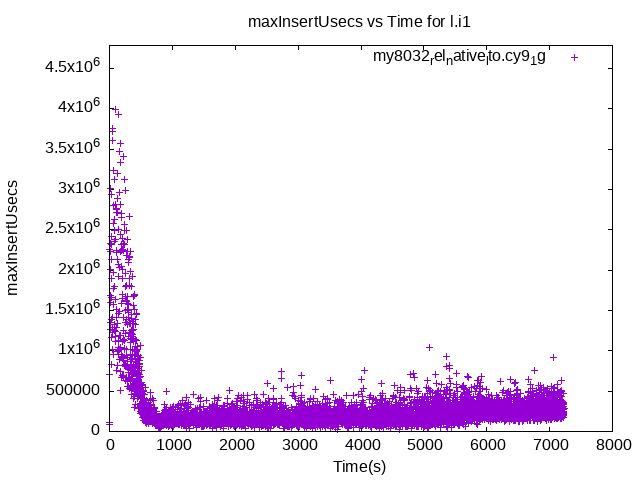 maxInsertUsecs vs Time for l.i1
my8032_rel_native_lto.cy9_1g
4.5x10^6
4x10^6
3.5x10^6
3x10^6
2.5x10^6
2x10^6
1.5x10^6
1x10^6
500000
0
maxInsertUsecs
0 1000 2000 3000 4000 5000 6000 7000 8000
Time(s)